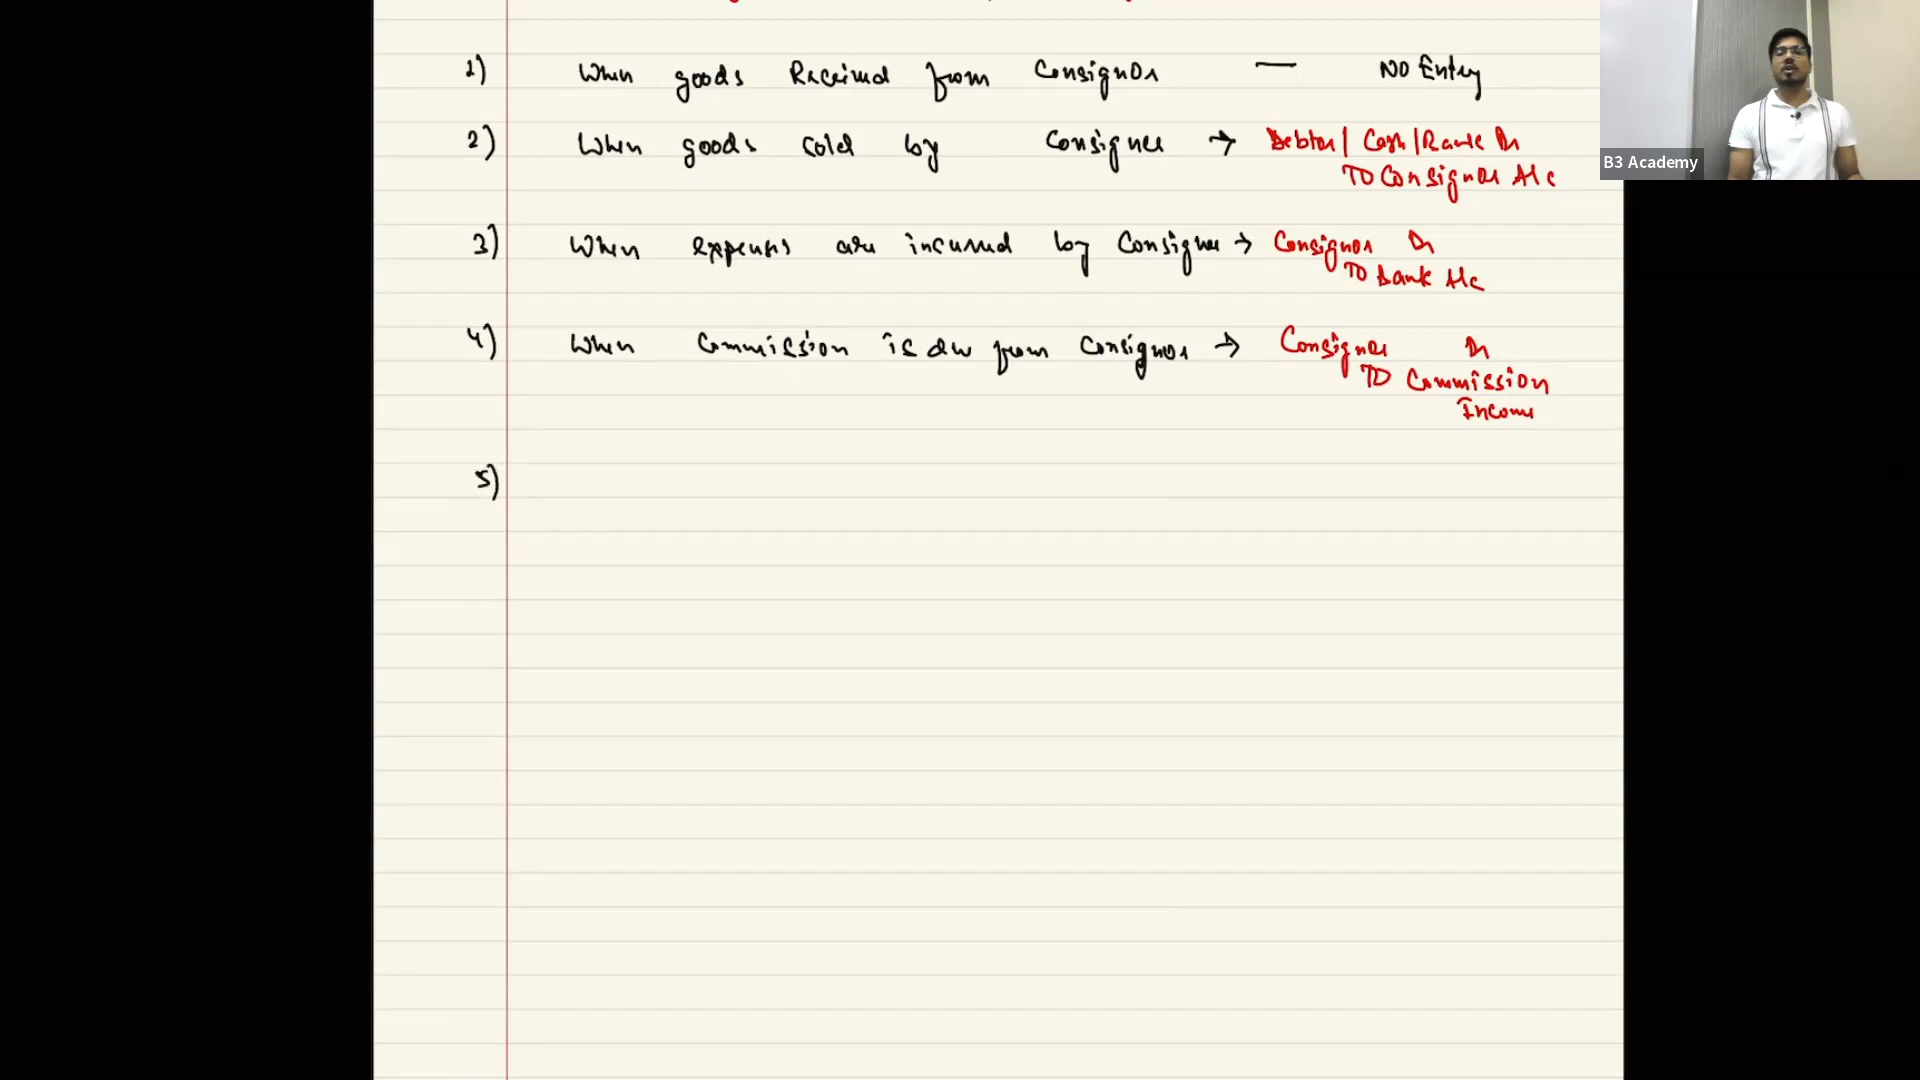 1) When goods Received from Consignor — NO Entry
2) When goods sold by Consignee → Debtor / Cash / Bank Dr
TO Consignor A/c
3) When expenses are incurred by Consignee → Consignor Dr
TO Bank A/c
4) When Commission is due from Consignor → Consignor Dr
TO Commission
Income
5)
B3 Academy